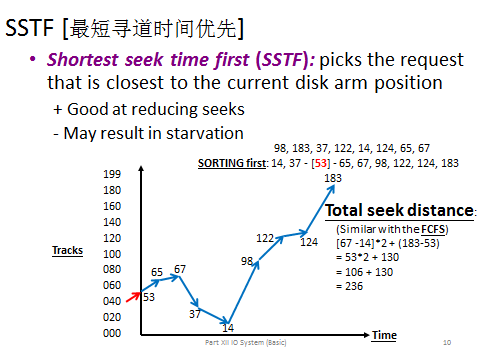 SSTF [最短寻道时间优先]
• Shortest seek time first (SSTF): picks the request
that is closest to the current disk arm position
+ Good at reducing seeks
- May result in starvation
98, 183, 37, 122, 14, 124, 65, 67
SORTING first: 14, 37 - [53] - 65, 67, 98, 122, 124, 183
199
180
160
140
120
100
080
060
040
020
000
Tracks
53
65
67
37
14
98
122
124
183
Time
Total seek distance:
(Similar with the FCFS)
[67 -14]*2 + (183-53)
= 53*2 + 130
= 106 + 130
= 236
Part XII IO System (Basic)
10